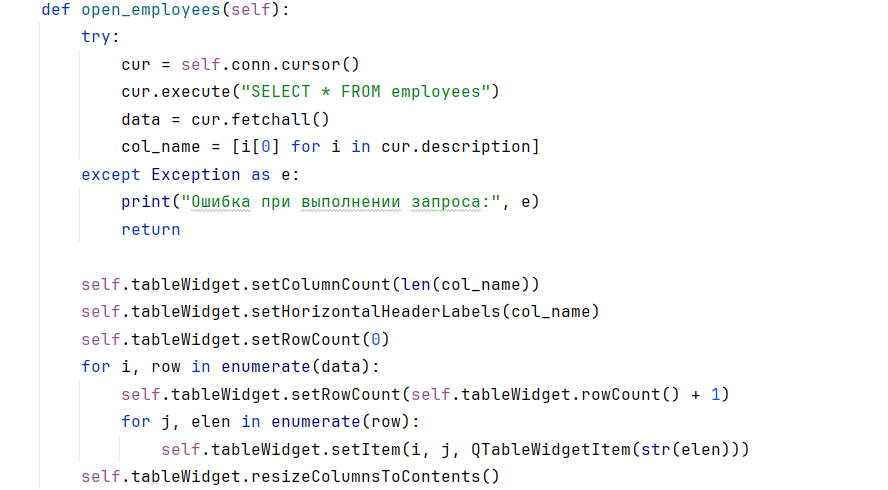 def open_employees(self):
    try:
        cur = self.conn.cursor()
        cur.execute("SELECT * FROM employees")
        data = cur.fetchall()
        col_name = [i[0] for i in cur.description]
    except Exception as e:
        print("Ошибка при выполнении запроса:", e)
        return

    self.tableWidget.setColumnCount(len(col_name))
    self.tableWidget.setHorizontalHeaderLabels(col_name)
    self.tableWidget.setRowCount(0)
    for i, row in enumerate(data):
        self.tableWidget.setRowCount(self.tableWidget.rowCount() + 1)
        for j, elen in enumerate(row):
            self.tableWidget.setItem(i, j, QTableWidgetItem(str(elen)))
    self.tableWidget.resizeColumnsToContents()